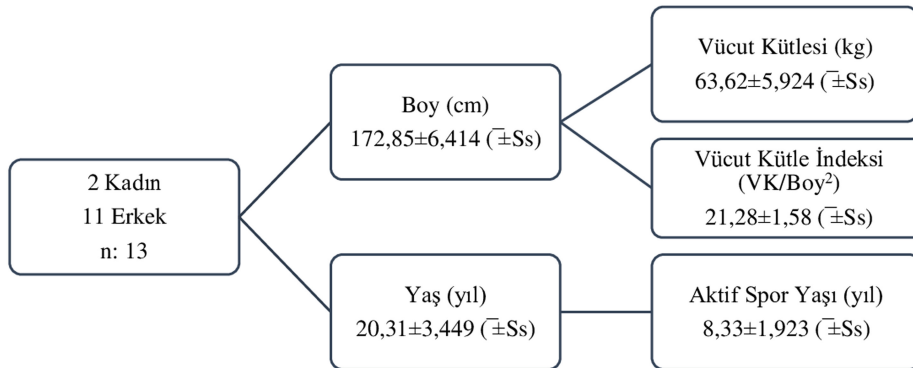 2 Kadın
11 Erkek
n: 13
Boy (cm)
172,85±6,414 (¯±Ss)
Yaş (yıl)
20,31±3,449 (¯±Ss)
Vücut Kütlesi (kg)
63,62±5,924 (¯±Ss)
Vücut Kütle İndeksi
(VK/Boy²)
21,28±1,58 (¯±Ss)
Aktif Spor Yaşı (yıl)
8,33±1,923 (¯±Ss)